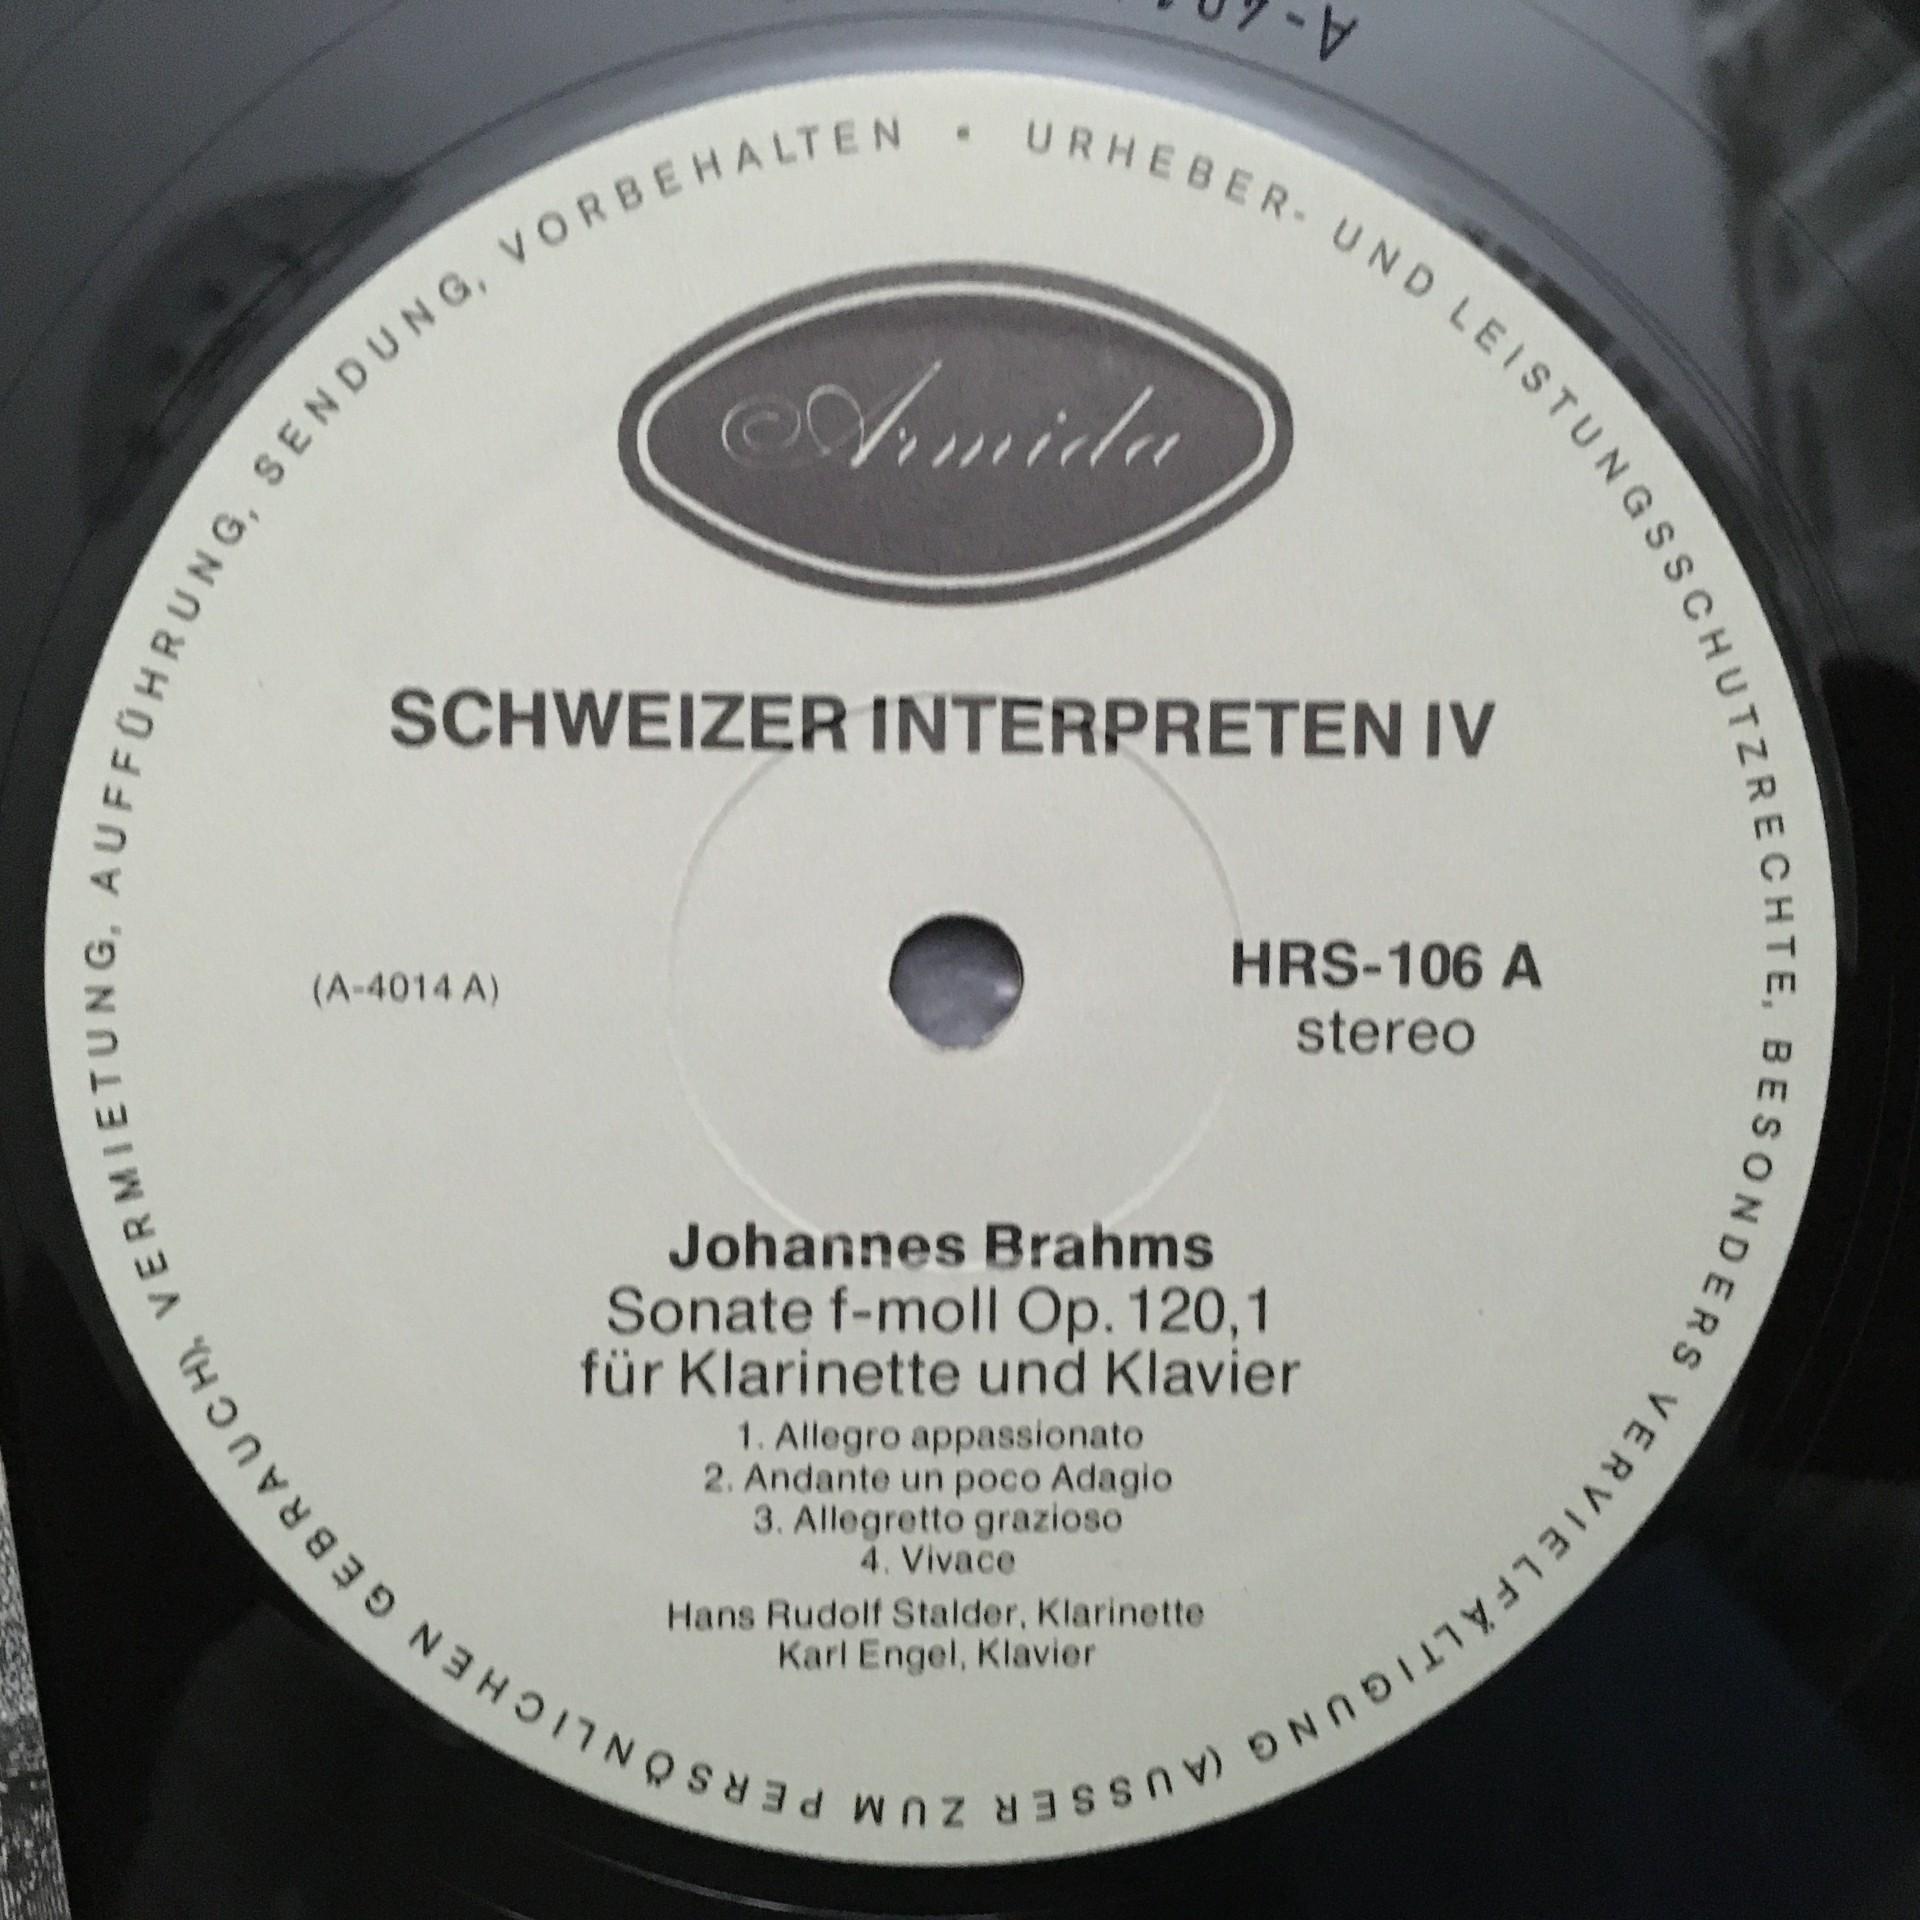 URHEBER- UND LEISTUNGSSCHUTZRECHTE, BESONDERS VERVIELFÄLTIGUNG (AUSSER ZUM PERSÖNLICHEN GEBRAUCH), VERMIETUNG, AUFFÜHRUNG, SENDUNG, VORBEHALTEN •
Armida
SCHWEIZER INTERPRETEN IV
(A-4014 A)
HRS-106 A
stereo
Johannes Brahms
Sonate f-moll Op. 120,1
für Klarinette und Klavier
1. Allegro appassionato
2. Andante un poco Adagio
3. Allegretto grazioso
4. Vivace
Hans Rudolf Stalder, Klarinette
Karl Engel, Klavier